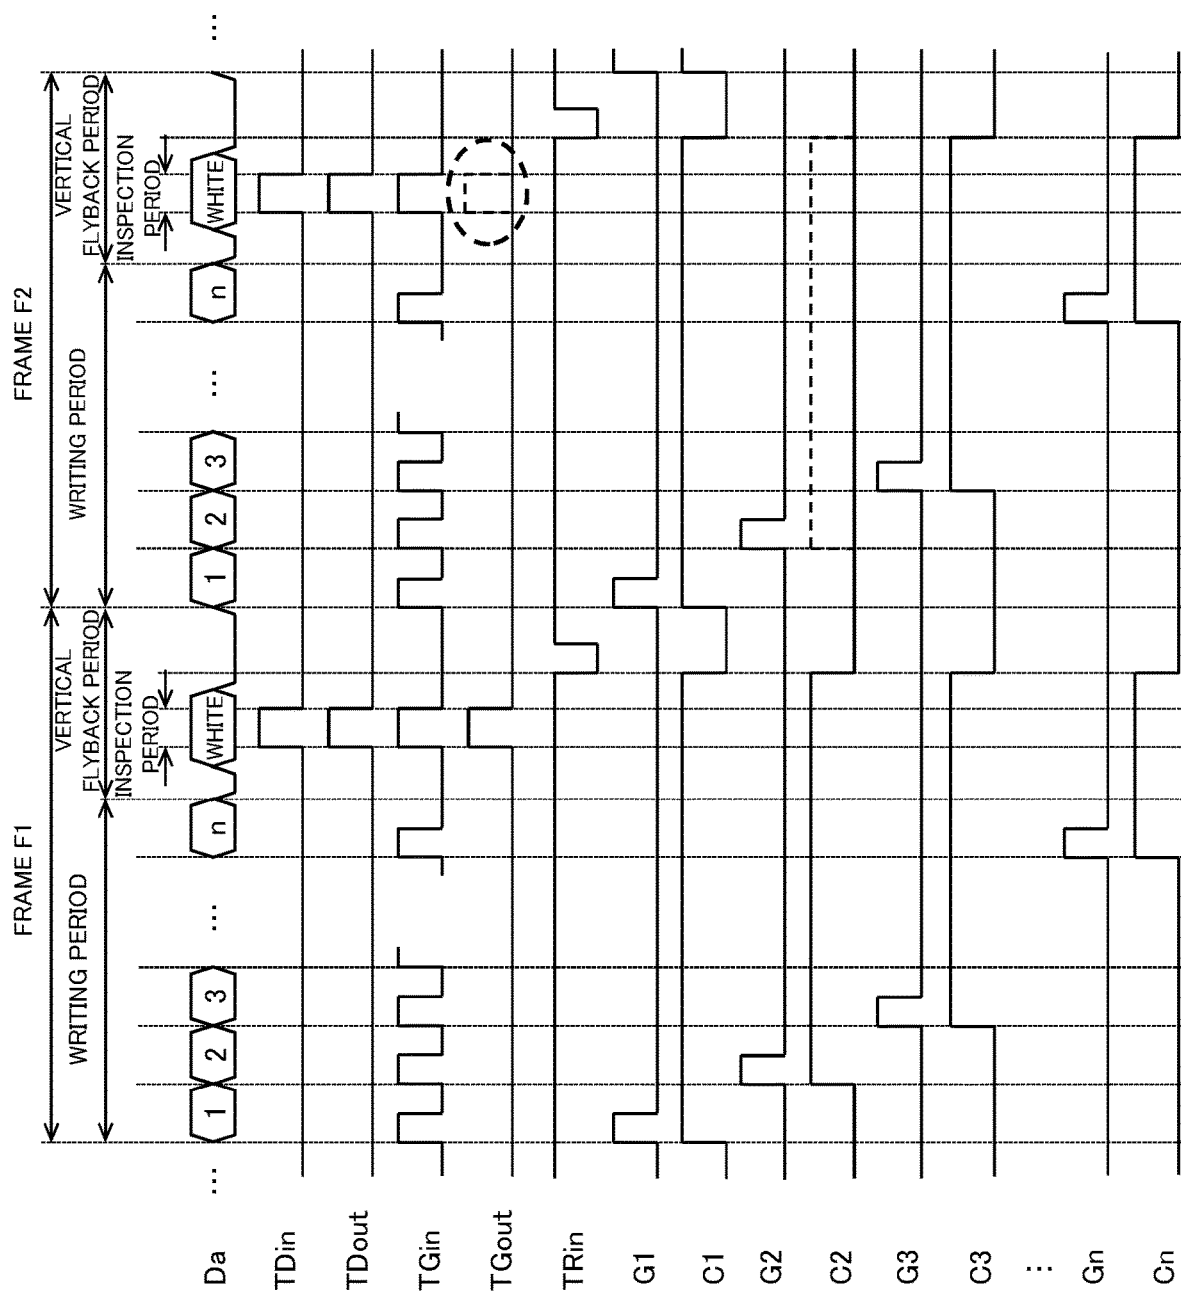 FRAME F1
FRAME F2
WRITING PERIOD
VERTICAL
FLYBACK PERIOD
WRITING PERIOD
VERTICAL
FLYBACK PERIOD
INSPECTION
PERIOD
INSPECTION
PERIOD
Da
...
1
2
3
...
n
WHITE
1
2
3
...
n
WHITE
...
TDin
TDout
TGin
TGout
TRin
G1
C1
G2
C2
G3
C3
...
Gn
Cn